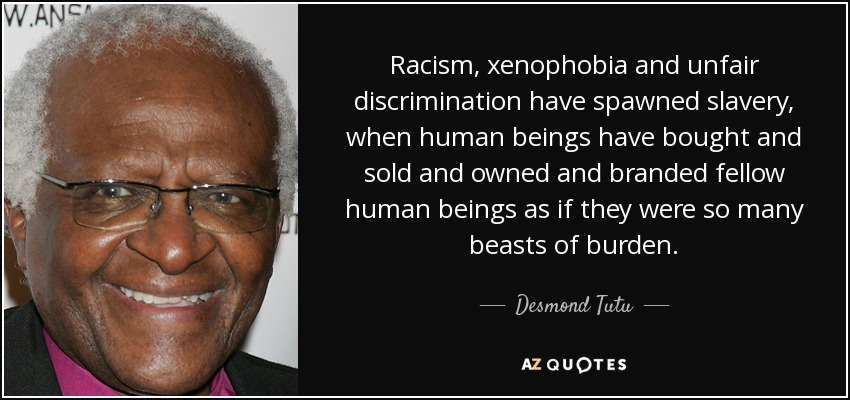 W.ANSA
Racism, xenophobia and unfair
discrimination have spawned slavery,
when human beings have bought and
sold and owned and branded fellow
human beings as if they were so many
beasts of burden.
Desmond Tutu
AZ QUOTES